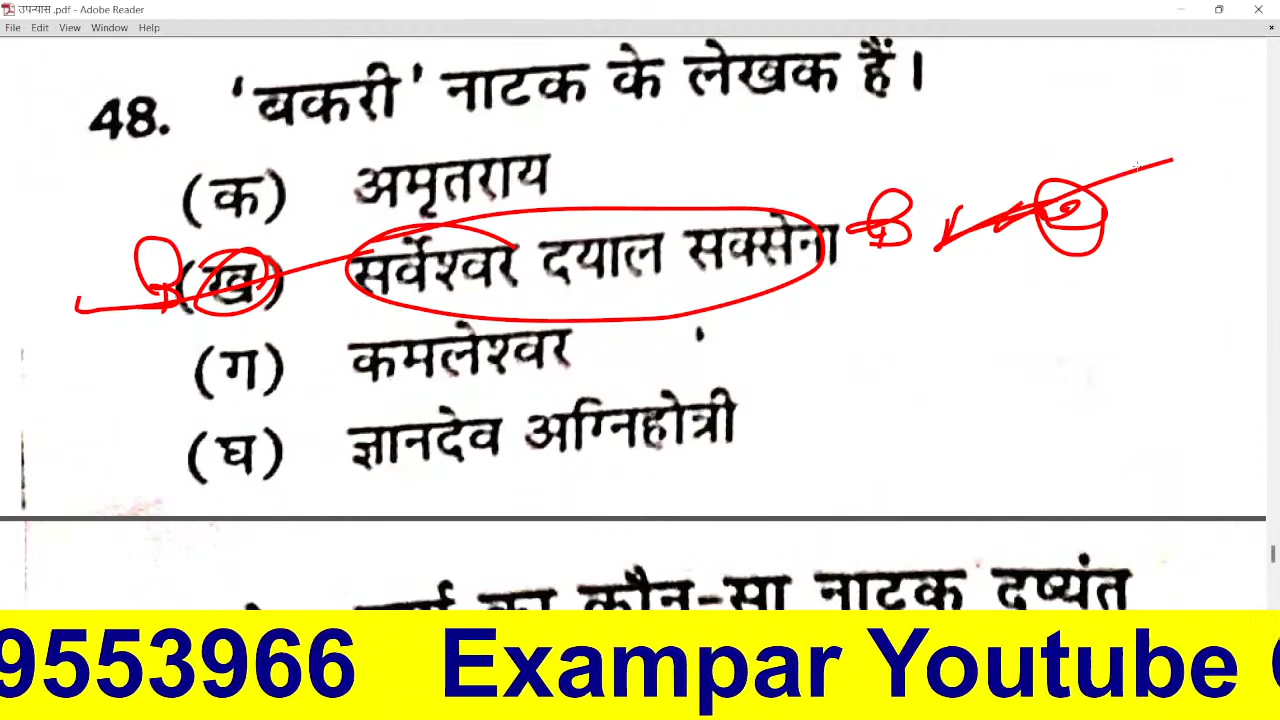 उपन्यास .pdf - Adobe Reader
File Edit View Window Help
48. 'बकरी' नाटक के लेखक हैं।
(क) अमृतराय
(ख) सर्वेश्वर दयाल सक्सेना
(ग) कमलेश्वर
(घ) ज्ञानदेव अग्निहोत्री
का कौन-सा नाटक दुष्यंत
9553966 Exampar Youtube